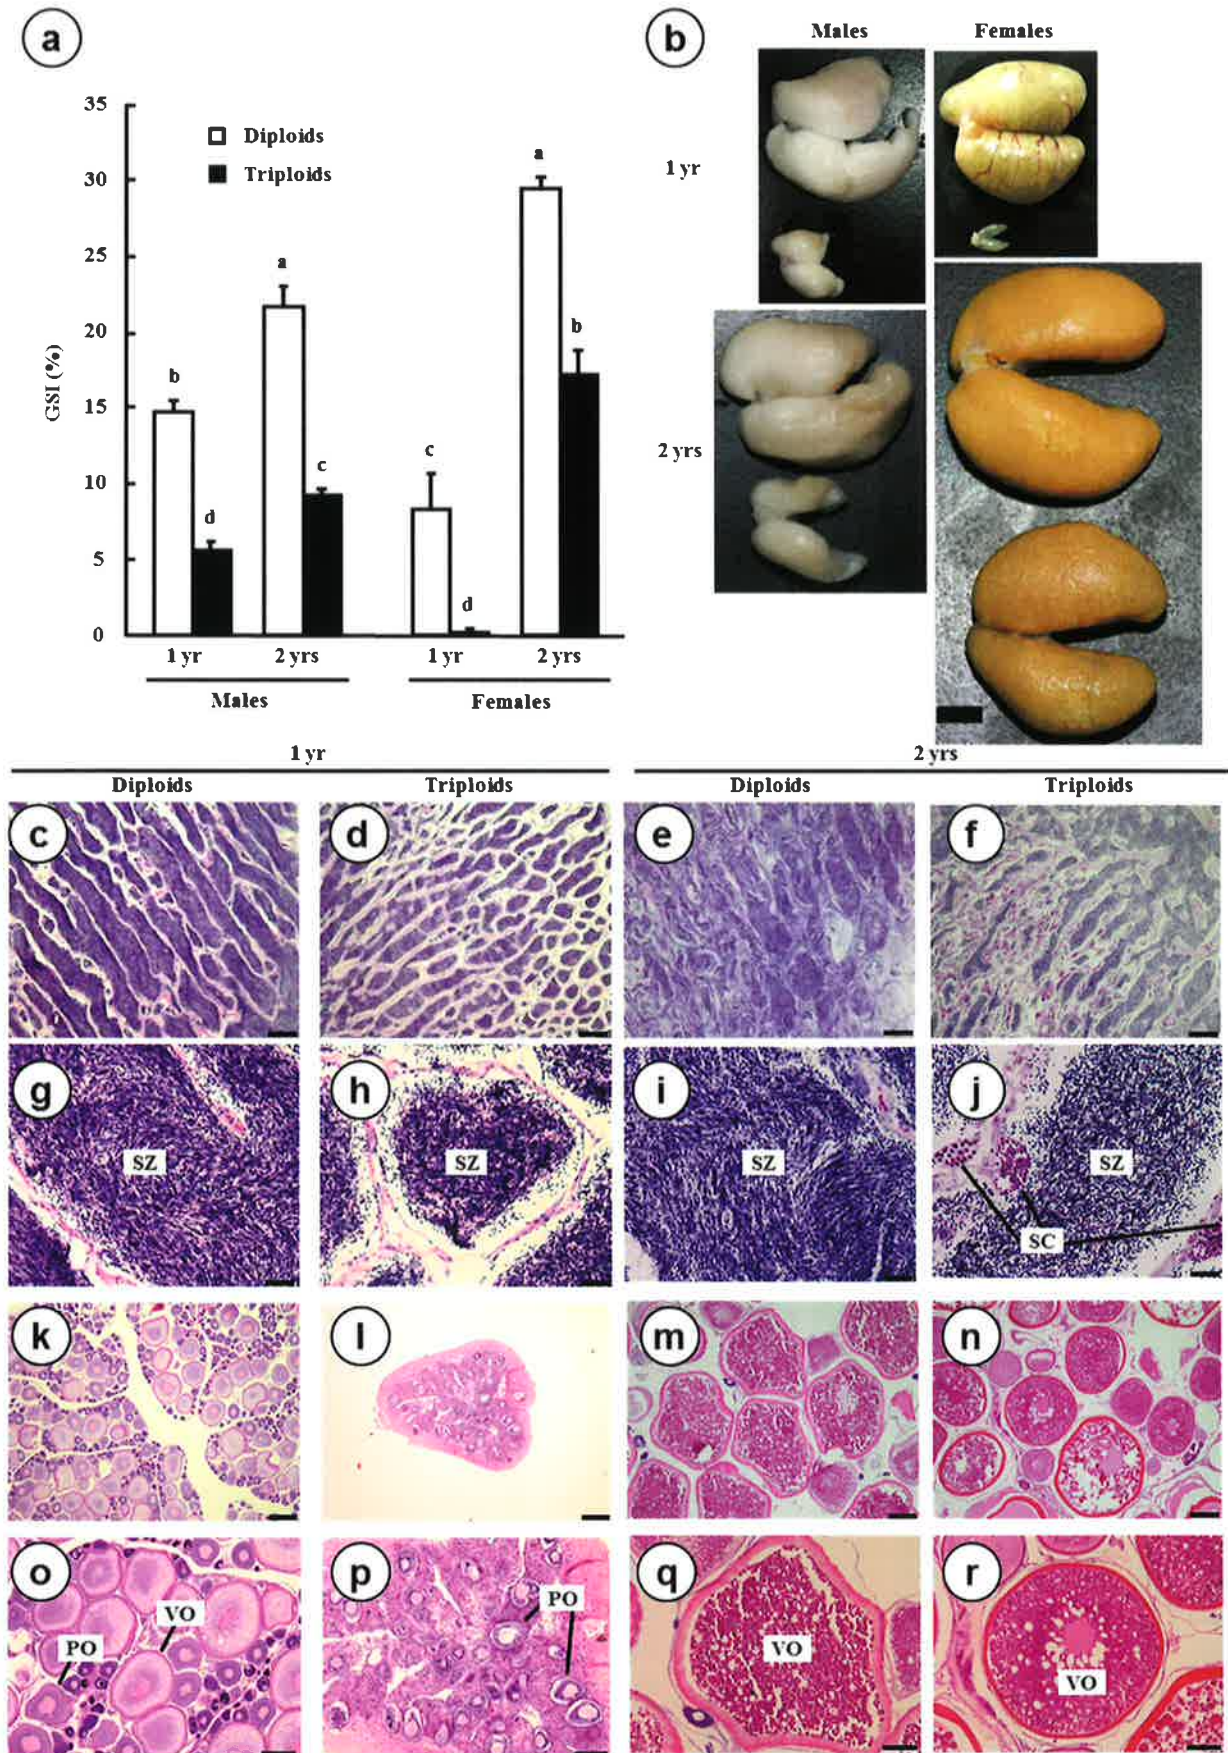 a
35
30
25
20
15
10
5
0
GSI (%)
Diploids
Triploids
b
d
a
c
c
d
a
b
1 yr
2 yrs
1 yr
2 yrs
Males
Females
b
Males
Females
1 yr
2 yrs
1 yr
2 yrs
Diploids
Triploids
Diploids
Triploids
c
d
e
f
g
SZ
h
SZ
i
SZ
j
SZ
SC
k
l
m
n
o
VO
PO
p
PO
q
VO
r
VO